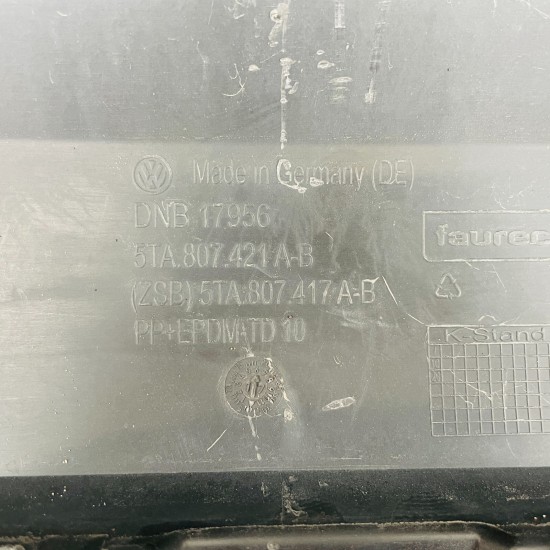 VW Made in Germany (DE)
DNB 17956
5TA.807.421 A-B
(ZSB) 5TA.807.417 A-B
PP+EPDM-TD 10
faurec
K-Stand